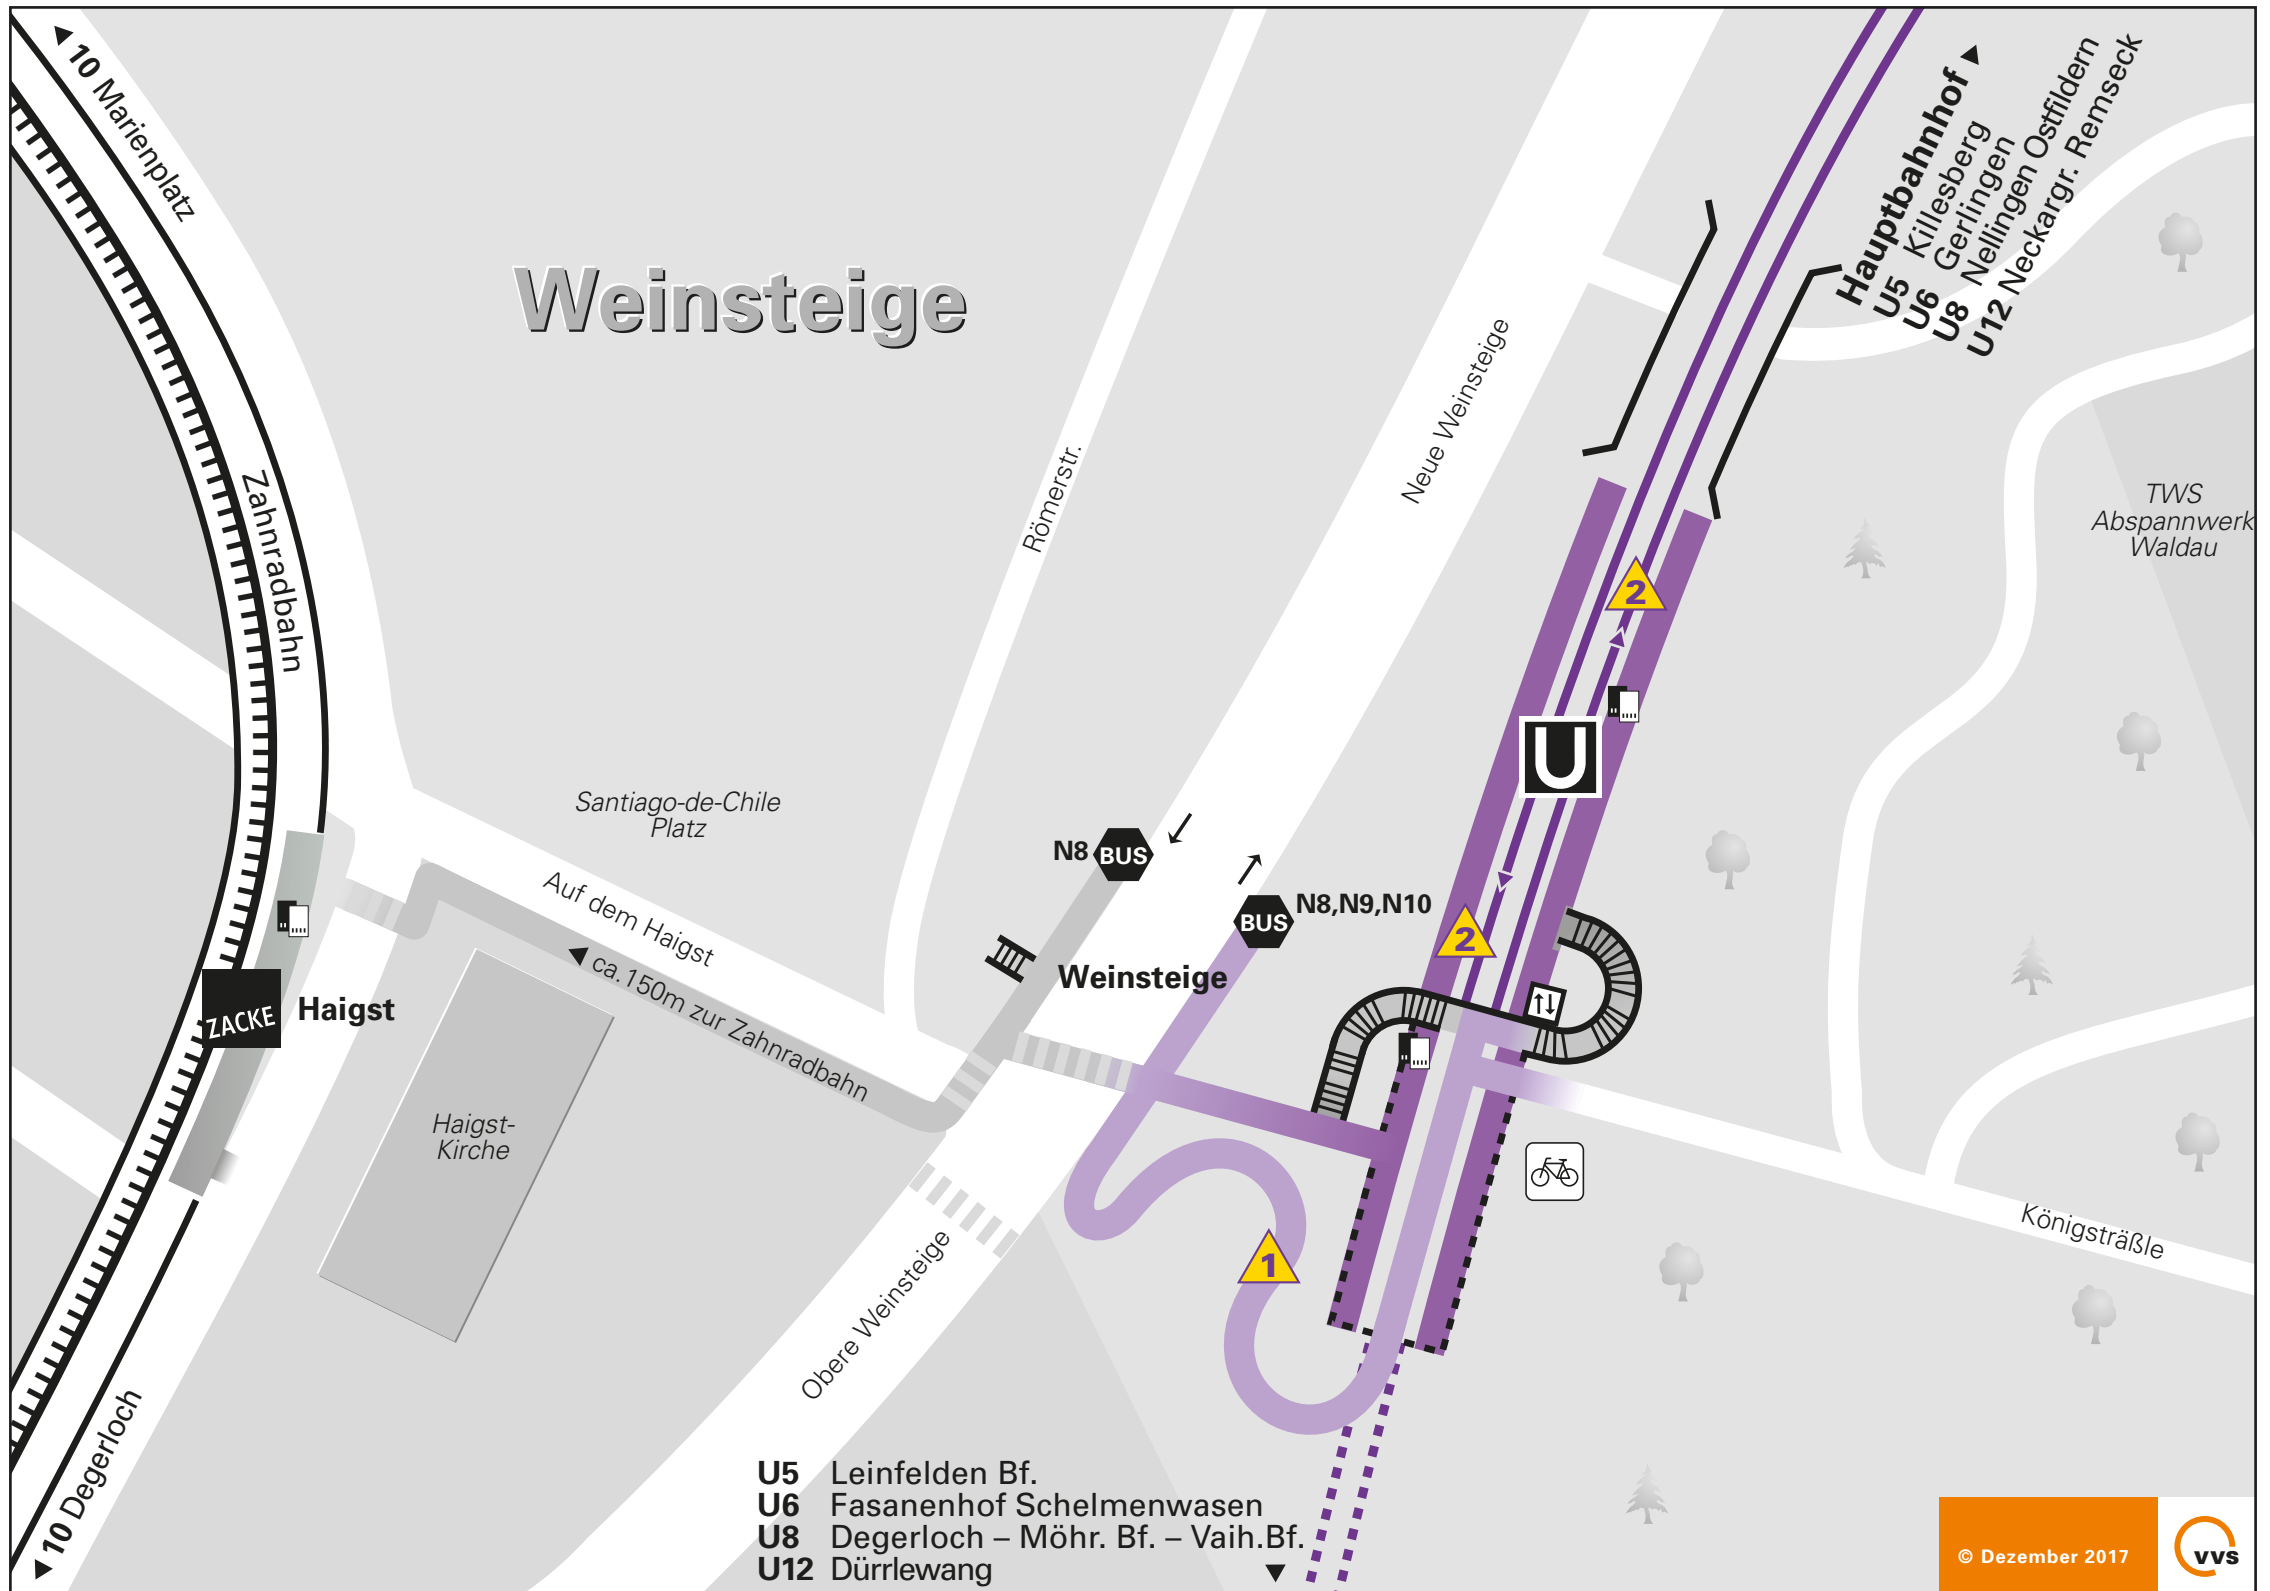 10 Marienplatz
Weinsteige
Hauptbahnhof
U5 Killesberg
U6 Gerlingen
U8 Nellingen Ostfildern
U12 Neckargr. Remseck
Zahnradbahn
Römerstr.
Neue Weinsteige
TWS
Abspannwerk
Waldau
2
U
Santiago-de-Chile
Platz
N8 BUS
BUS N8,N9,N10
Auf dem Haigst
ca. 150m zur Zahnradbahn
Weinsteige
2
ZACKE Haigst
Haigst-
Kirche
1
Königsträßle
Obere Weinsteige
10 Degerloch
U5 Leinfelden Bf.
U6 Fasanenhof Schelmenwasen
U8 Degerloch – Möhr. Bf. – Vaih.Bf.
U12 Dürrlewang
© Dezember 2017
vvs